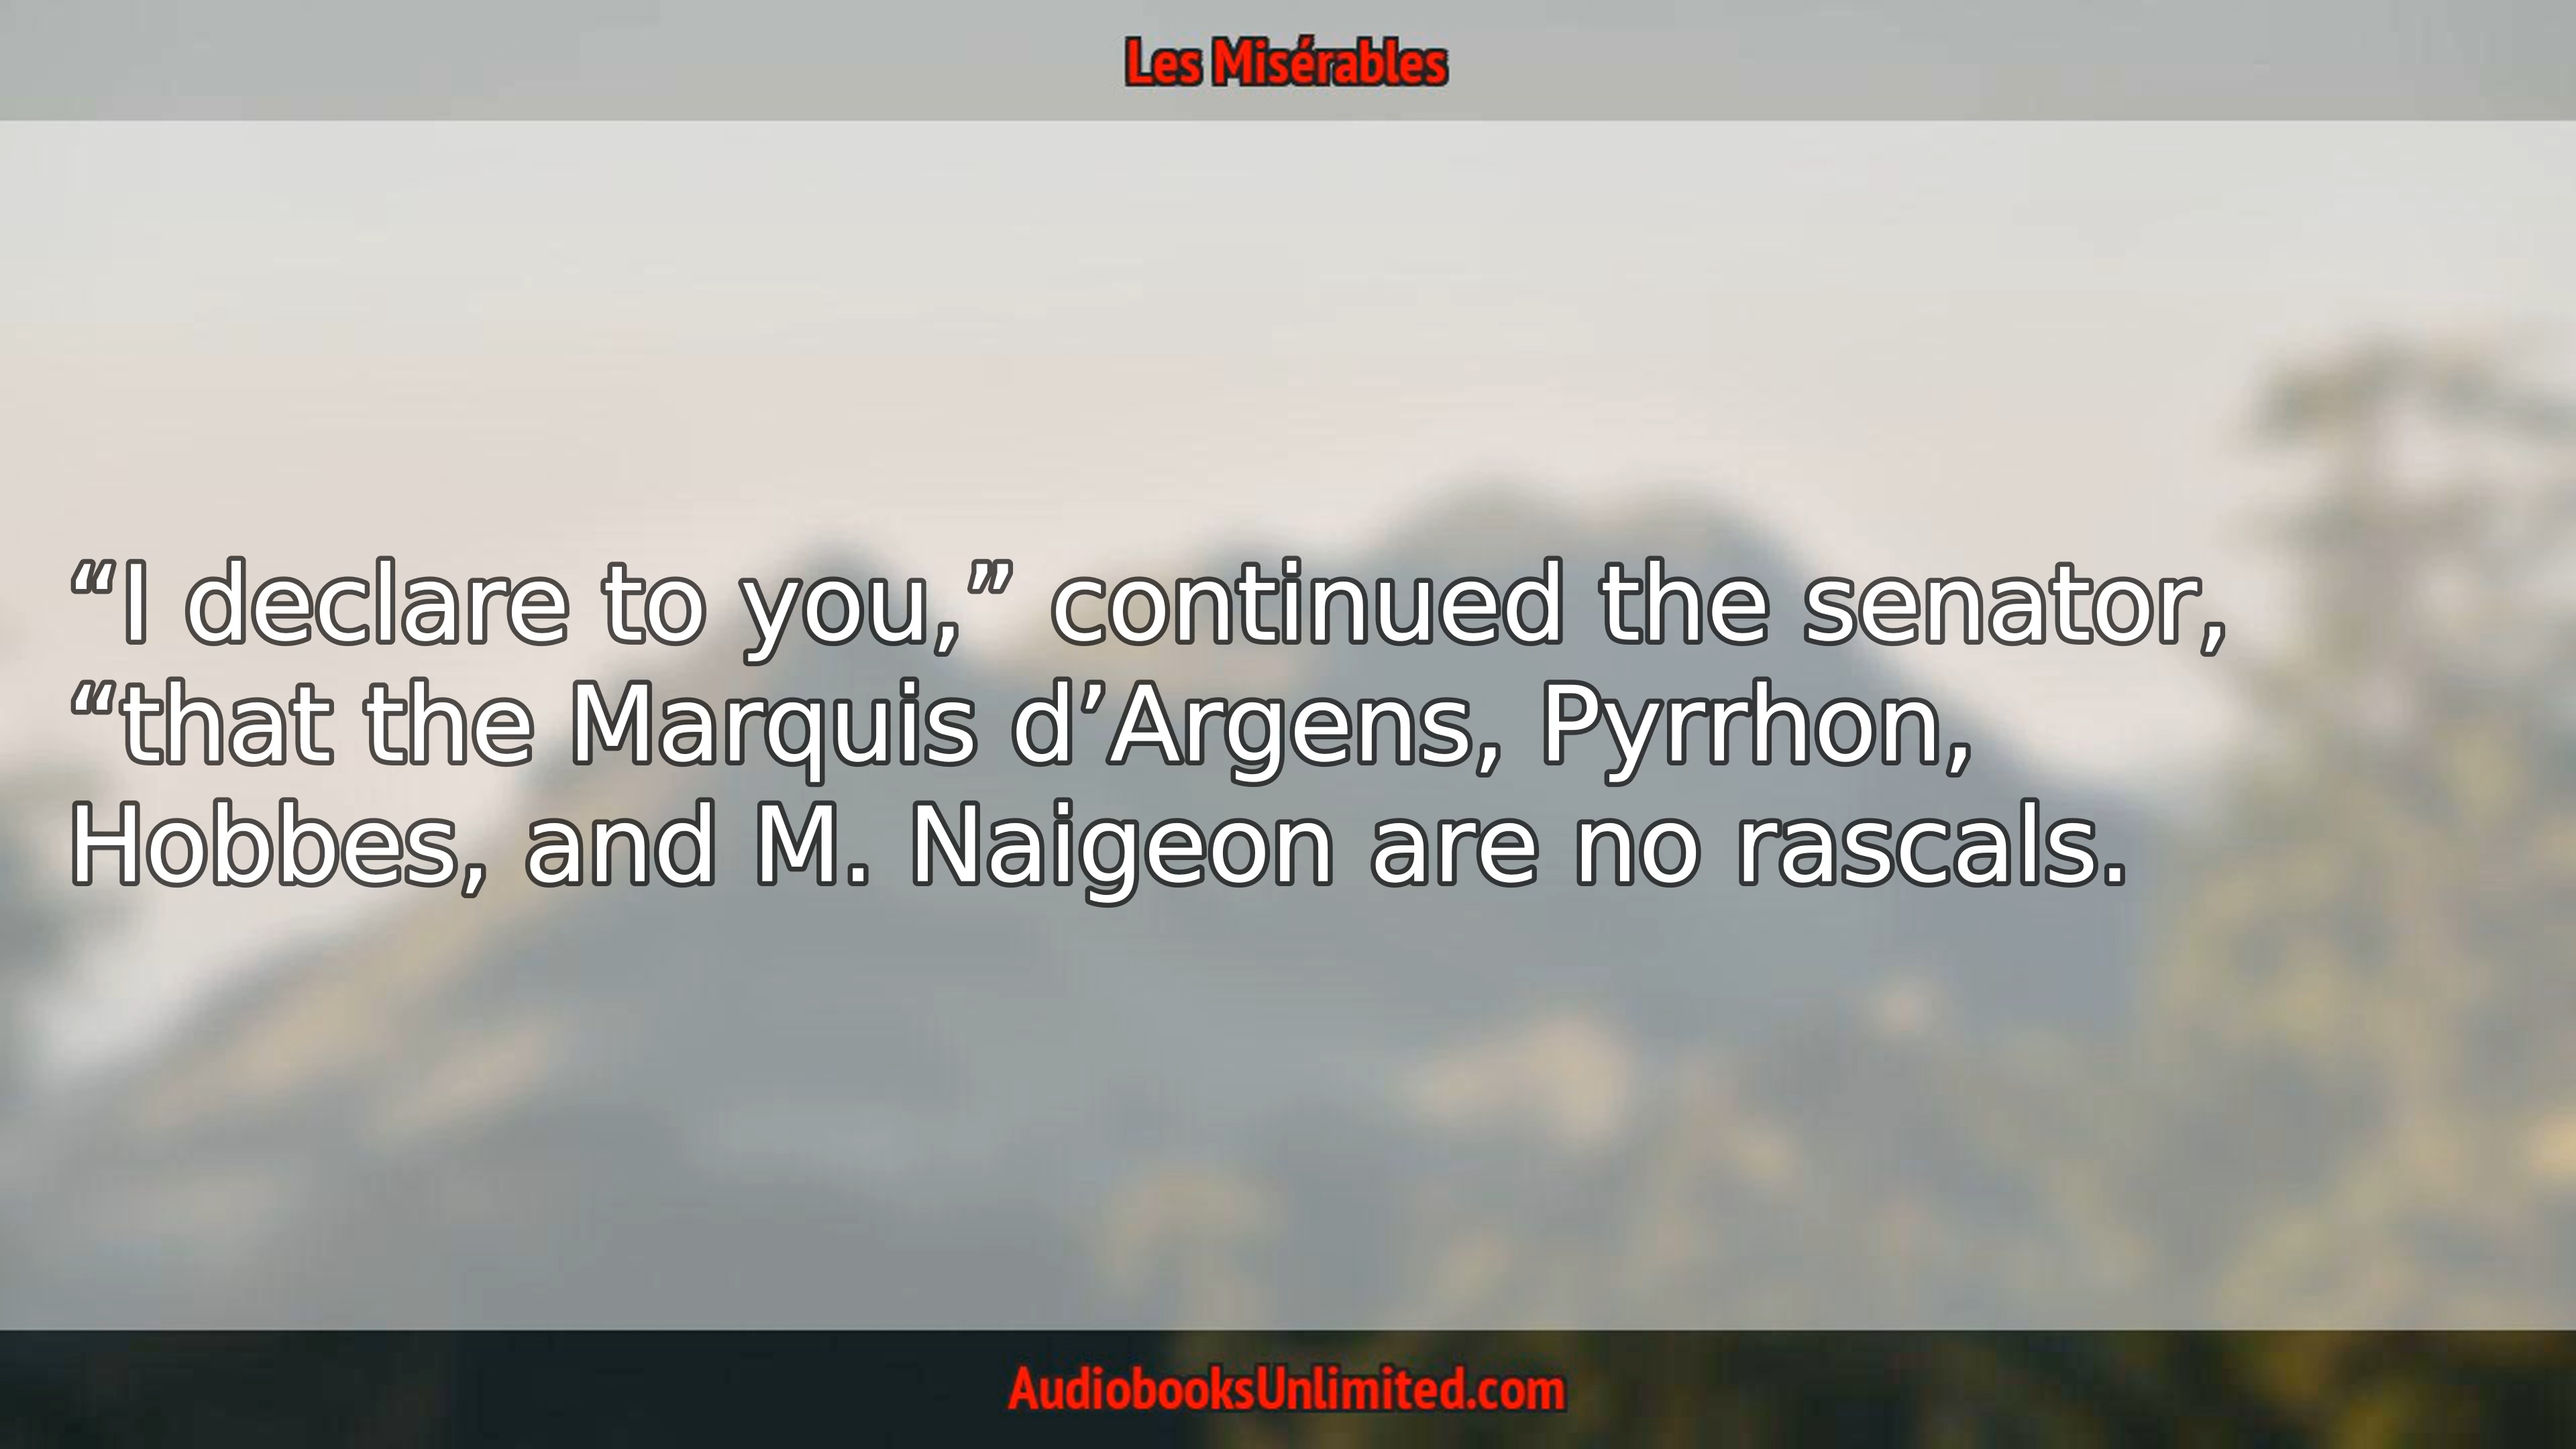 Les Misérables
“I declare to you,” continued the senator,
“that the Marquis d’Argens, Pyrrhon,
Hobbes, and M. Naigeon are no rascals.
AudiobooksUnlimited.com